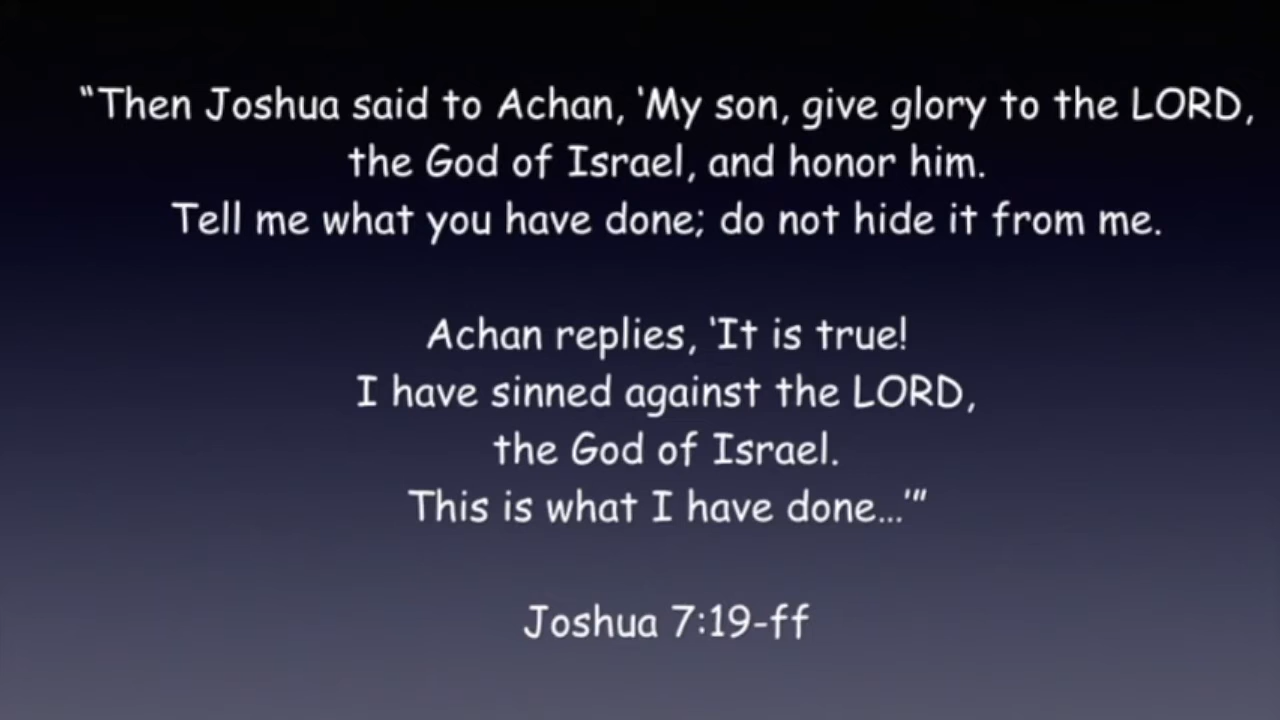 “Then Joshua said to Achan, ‘My son, give glory to the LORD,
the God of Israel, and honor him.
Tell me what you have done; do not hide it from me.
Achan replies, ‘It is true!
I have sinned against the LORD,
the God of Israel.
This is what I have done…’”
Joshua 7:19-ff